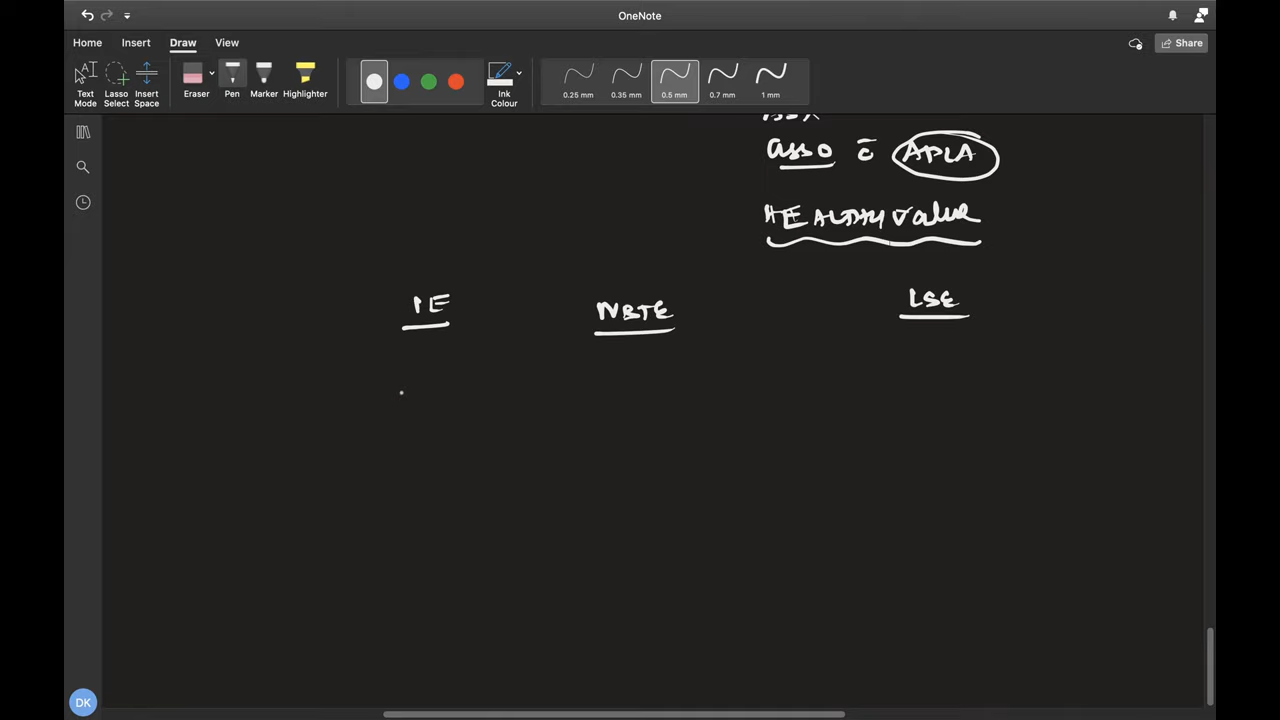 OneNote
Home Insert Draw View
Share
Text Mode
Lasso Select
Insert Space
Eraser
Pen
Marker
Highlighter
Ink Colour
0.25 mm
0.35 mm
0.5 mm
0.7 mm
1 mm
asso c̄ APLA
HEALTHY value
IE NBTE LSE
DK